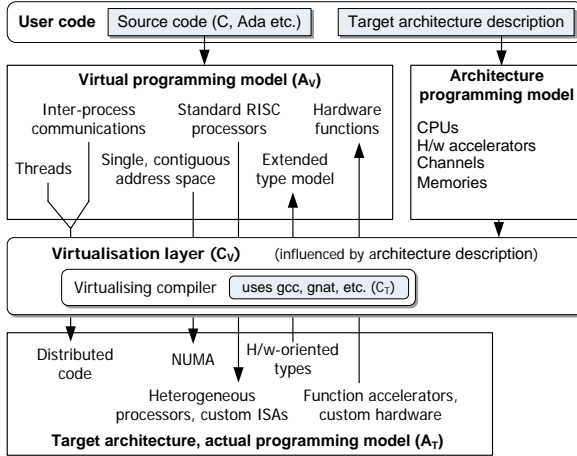 User code
Source code (C, Ada etc.)
Target architecture description
Virtual programming model (AV)
Inter-process
communications
Standard RISC
processors
Hardware
functions
Threads
Single, contiguous
address space
Extended
type model
Architecture
programming model
CPUs
H/w accelerators
Channels
Memories
Virtualisation layer (CV) (influenced by architecture description)
Virtualising compiler
uses gcc, gnat, etc. (CT)
Distributed
code
NUMA
H/w-oriented
types
Heterogeneous
processors, custom ISAs
Function accelerators,
custom hardware
Target architecture, actual programming model (AT)